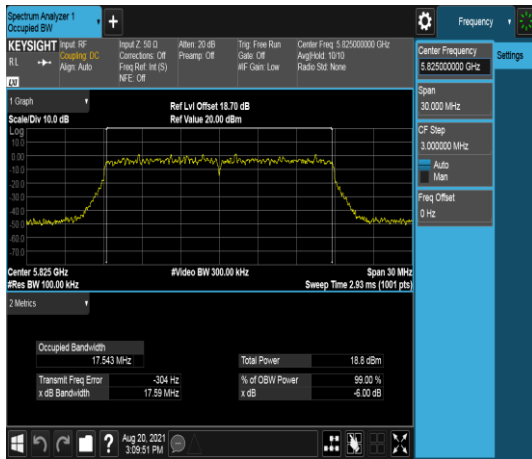 Spectrum Analyzer 1
Occupied BW
Frequency
KEYSIGHT
RL
LXI
Input: RF
Coupling: DC
Align: Auto
Input Z: 50 Ω
Corrections: Off
Freq Ref: Int (S)
NFE: Off
Atten: 20 dB
Preamp: Off
Trig: Free Run
Gate: Off
#IF Gain: Low
Center Freq: 5.825000000 GHz
Avg|Hold: 10/10
Radio Std: None
Center Frequency
5.825000000 GHz
Settings
Span
30.000 MHz
CF Step
3.000000 MHz
Auto
Man
Freq Offset
0 Hz
1 Graph
Scale/Div 10.0 dB
Ref Lvl Offset 18.70 dB
Ref Value 20.00 dBm
Log
10.0
0.00
-10.0
-20.0
-30.0
-40.0
-50.0
-60.0
-70.0
Center 5.825 GHz
#Res BW 100.00 kHz
#Video BW 300.00 kHz
Span 30 MHz
Sweep Time 2.93 ms (1001 pts)
2 Metrics
Occupied Bandwidth
17.543 MHz
Total Power
18.8 dBm
Transmit Freq Error
-304 Hz
% of OBW Power
99.00 %
x dB Bandwidth
17.59 MHz
x dB
-6.00 dB
?
Aug 20, 2021
3:09:51 PM